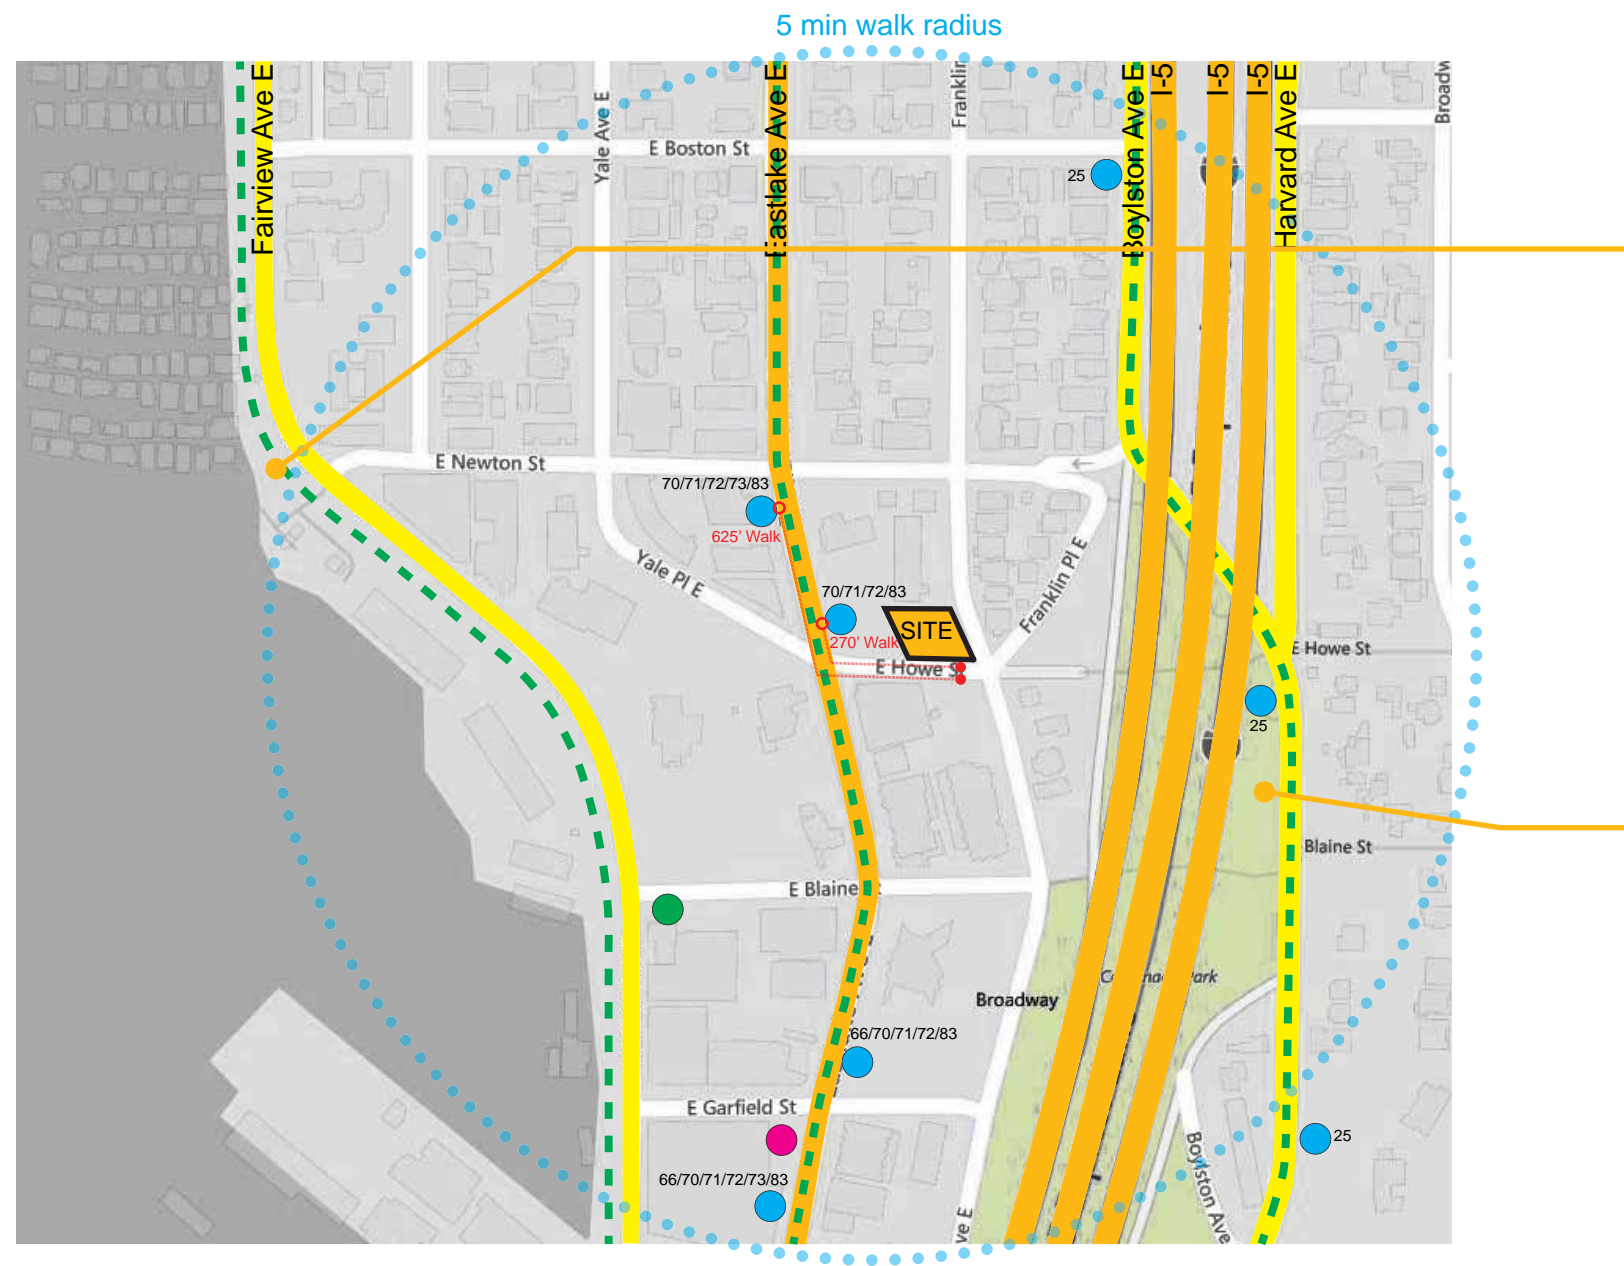 5 min walk radius
Fairview Ave E
Yale Ave E
Eastlake Ave E
Franklin
Boylston Ave E
I-5
I-5
I-5
Harvard Ave E
Broadw
E Boston St
25
E Newton St
70/71/72/73/83
625' Walk
Yale Pl E
70/71/72/83
270' Walk
SITE
Franklin Pl E
E Howe S
E Howe St
25
Blaine St
E Blaine
Broadway
66/70/71/72/83
E Garfield St
25
Boylston Ave
66/70/71/72/73/83
ve E